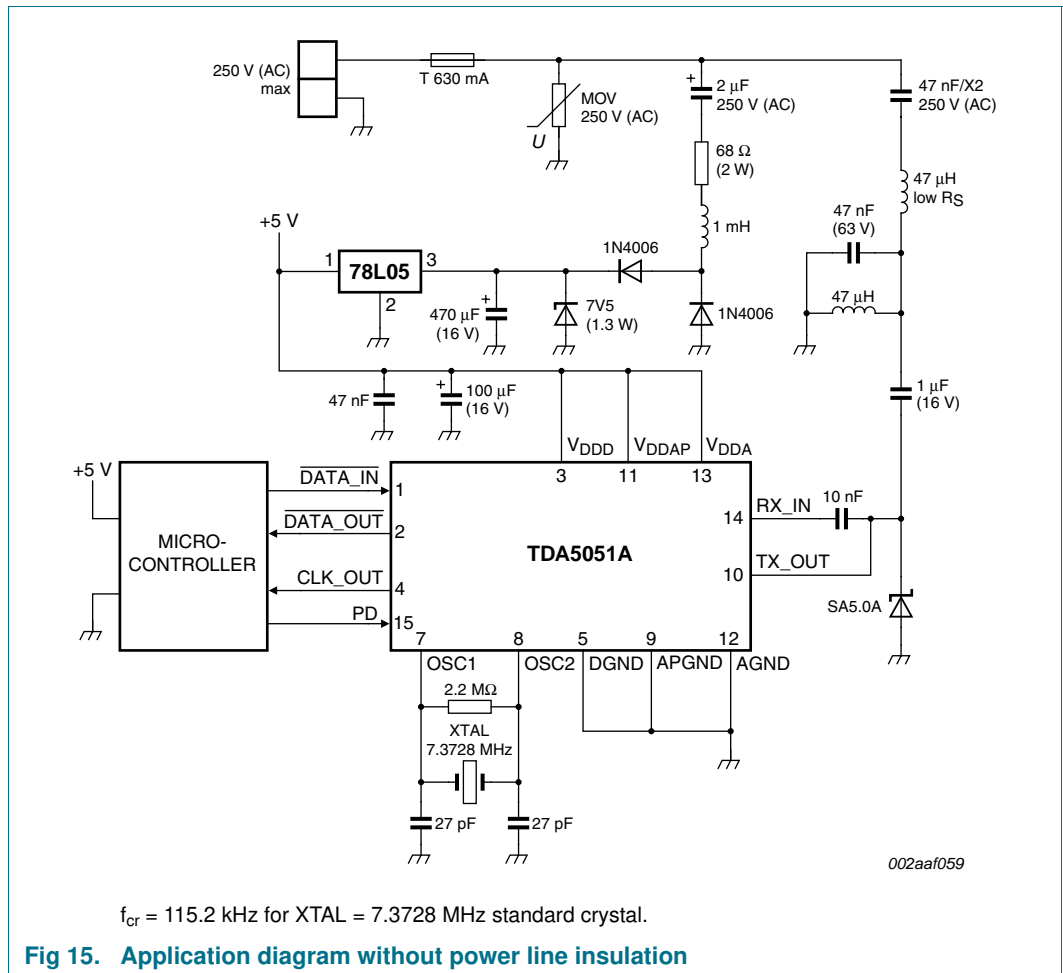 250 V (AC)
max
T 630 mA
MOV
250 V (AC)
U
+
2 μF
250 V (AC)
68 Ω
(2 W)
1 mH
47 nF/X2
250 V (AC)
47 μH
low RS
47 nF
(63 V)
47 μH
1 μF
(16 V)
+5 V
1
78L05
3
2
+
470 μF
(16 V)
7V5
(1.3 W)
1N4006
1N4006
47 nF
+
100 μF
(16 V)
VDDD
VDDAP
VDDA
3
11
13
+5 V
MICRO-
CONTROLLER
DATA_IN
1
DATA_OUT
2
CLK_OUT
4
PD
15
TDA5051A
14
RX_IN
10 nF
10
TX_OUT
SA5.0A
7
8
5
9
12
OSC1
OSC2
DGND
APGND
AGND
2.2 MΩ
XTAL
7.3728 MHz
27 pF
27 pF
002aaf059
fcr = 115.2 kHz for XTAL = 7.3728 MHz standard crystal.
Fig 15. Application diagram without power line insulation